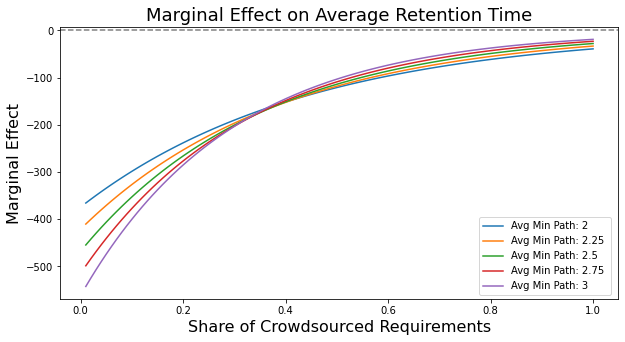 Marginal Effect on Average Retention Time
Marginal Effect
0
−100
−200
−300
−400
−500
0.0
0.2
0.4
0.6
0.8
1.0
Share of Crowdsourced Requirements
Avg Min Path: 2
Avg Min Path: 2.25
Avg Min Path: 2.5
Avg Min Path: 2.75
Avg Min Path: 3